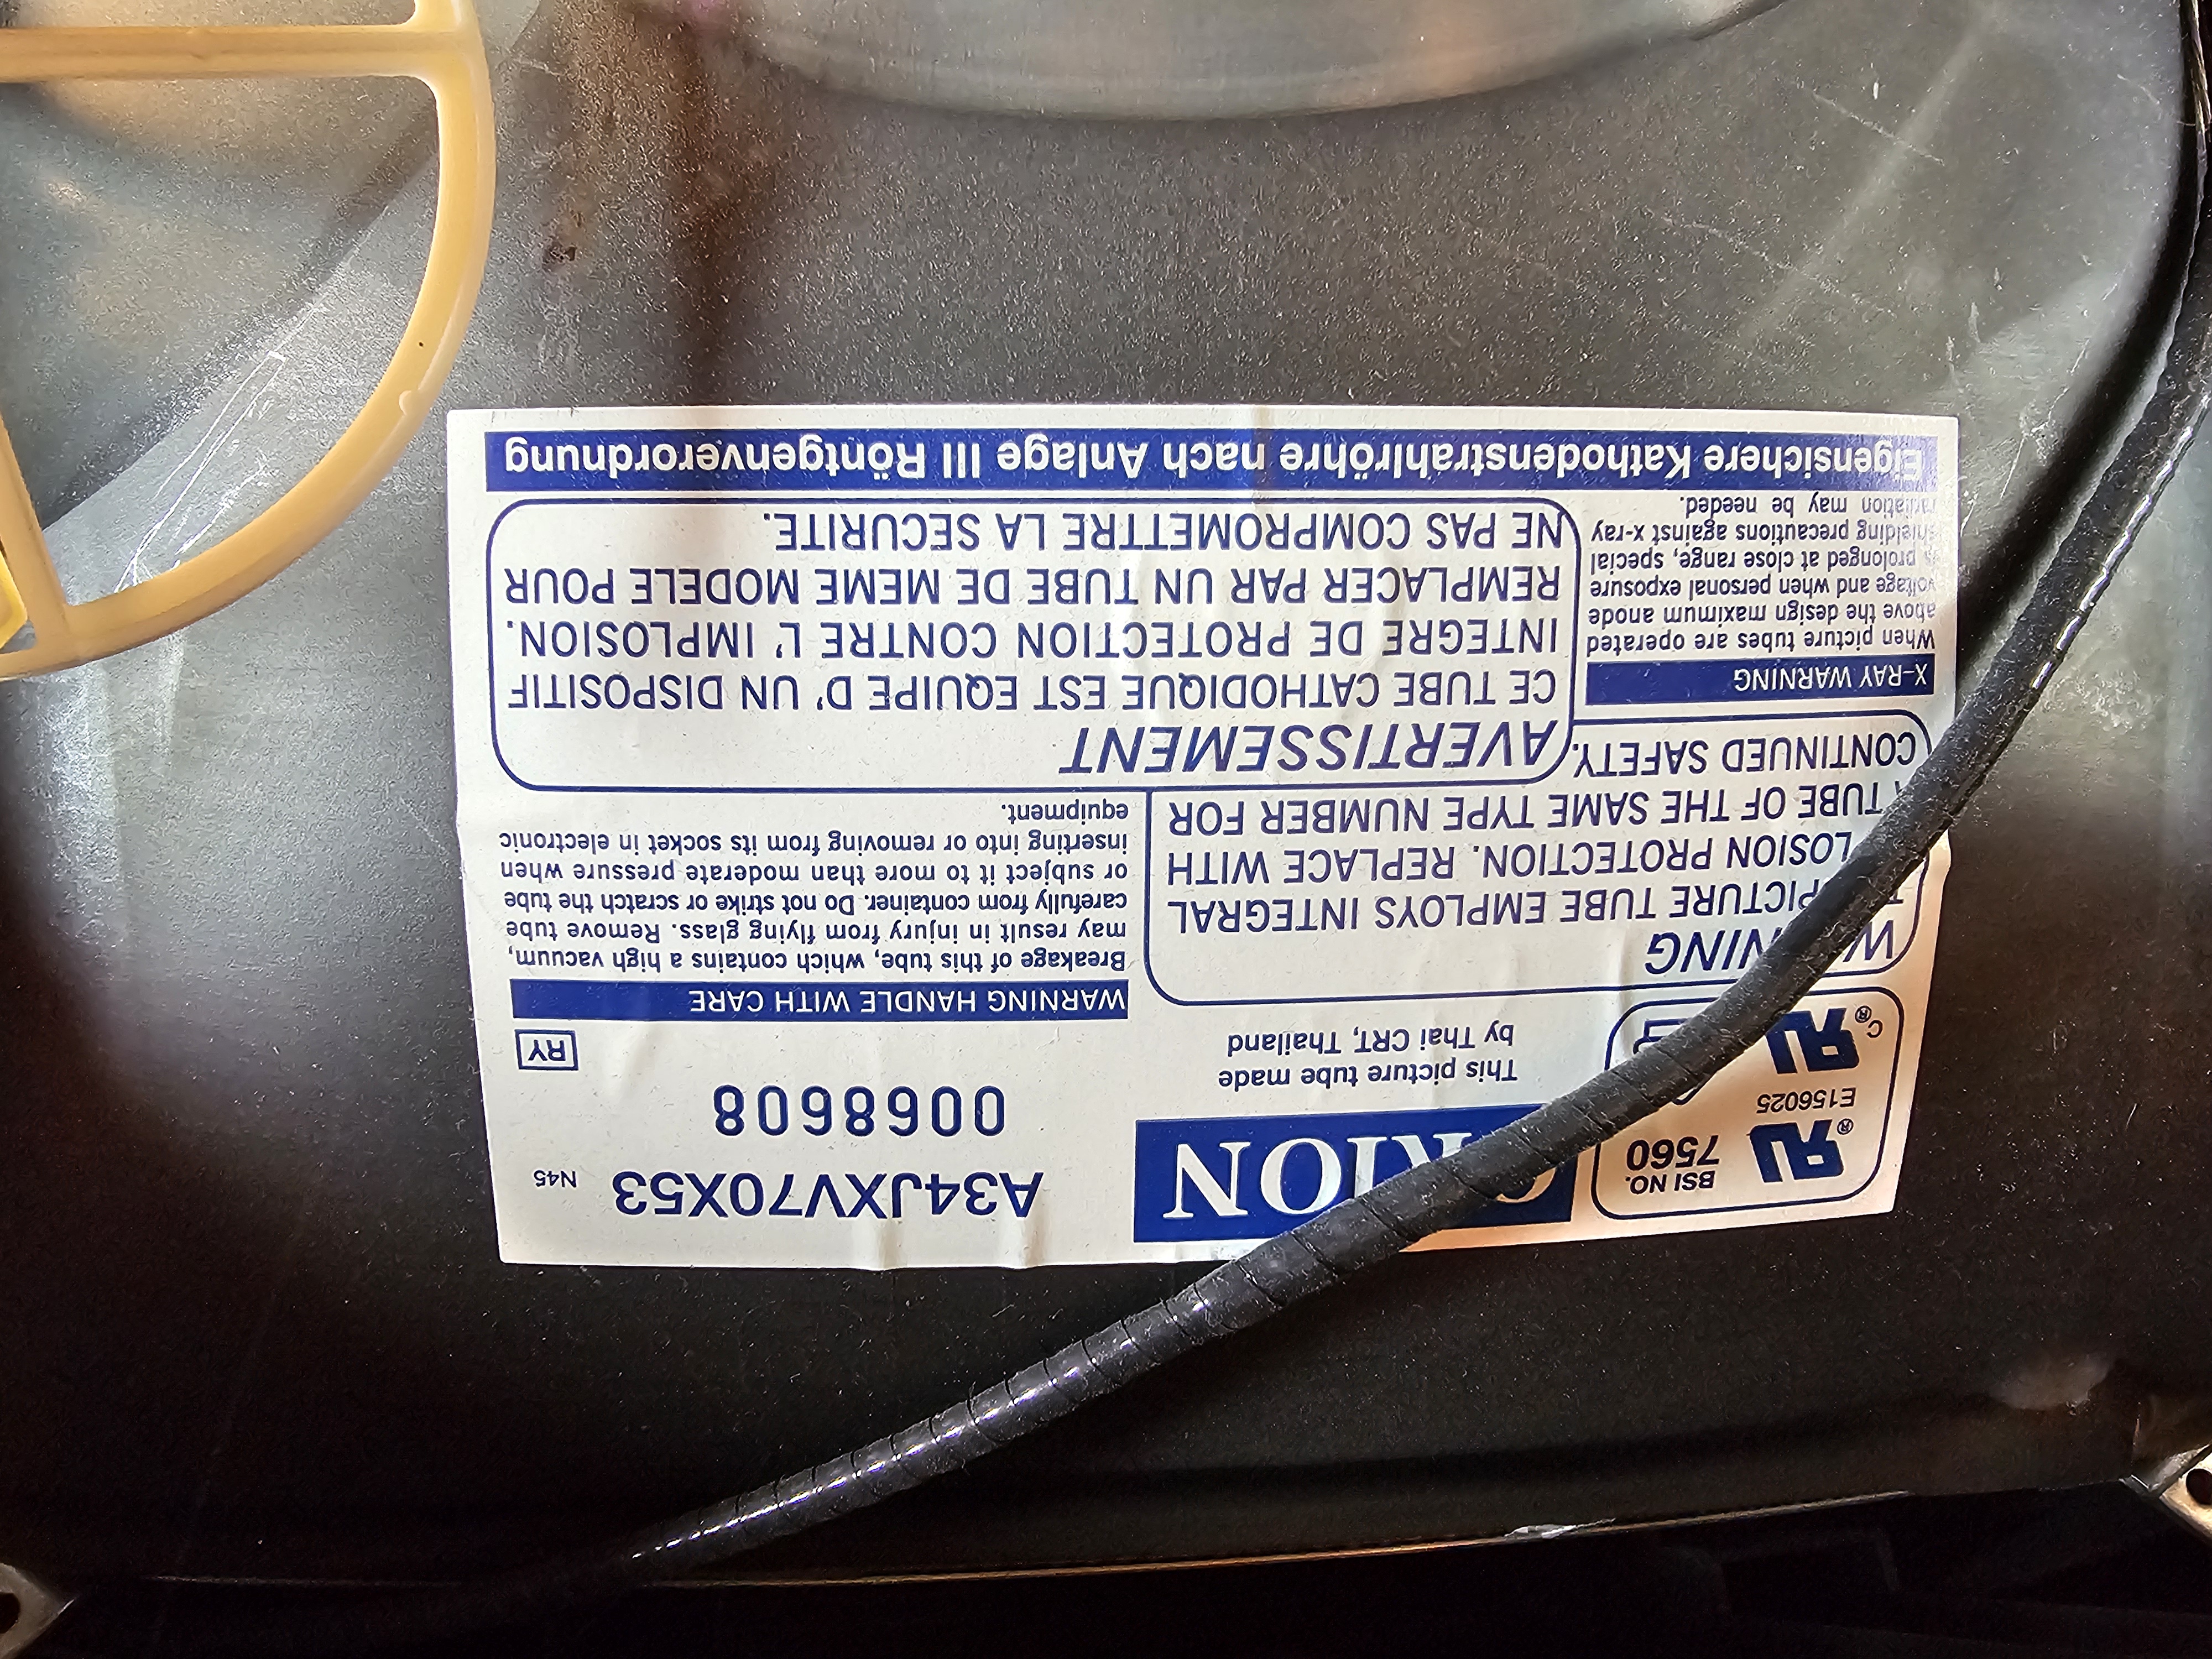 BSI NO.
7560
E156025
C
ORION
This picture tube made
by Thai CRT, Thailand
A34JXV70X53
N45
0068608
RY
WARNING
PICTURE TUBE EMPLOYS INTEGRAL
PROTECTION. REPLACE WITH
TUBE OF THE SAME TYPE NUMBER FOR
CONTINUED SAFETY.
WARNING HANDLE WITH CARE
Breakage of this tube, which contains a high vacuum,
may result in injury from flying glass. Remove tube
carefully from container. Do not strike or scratch the tube
or subject it to more than moderate pressure when
inserting into or removing from its socket in electronic
equipment.
X-RAY WARNING
When picture tubes are operated
above the design maximum anode
voltage and when personal exposure
is prolonged at close range, special
shielding precautions against x-ray
radiation may be needed.
AVERTISSEMENT
CE TUBE CATHODIQUE EST EQUIPE D' UN DISPOSITIF
INTEGRE DE PROTECTION CONTRE L' IMPLOSION.
REMPLACER PAR UN TUBE DE MEME MODELE POUR
NE PAS COMPROMETTRE LA SECURITE.
Eigensichere Kathodenstrahlröhre nach Anlage III Röntgenverordnung